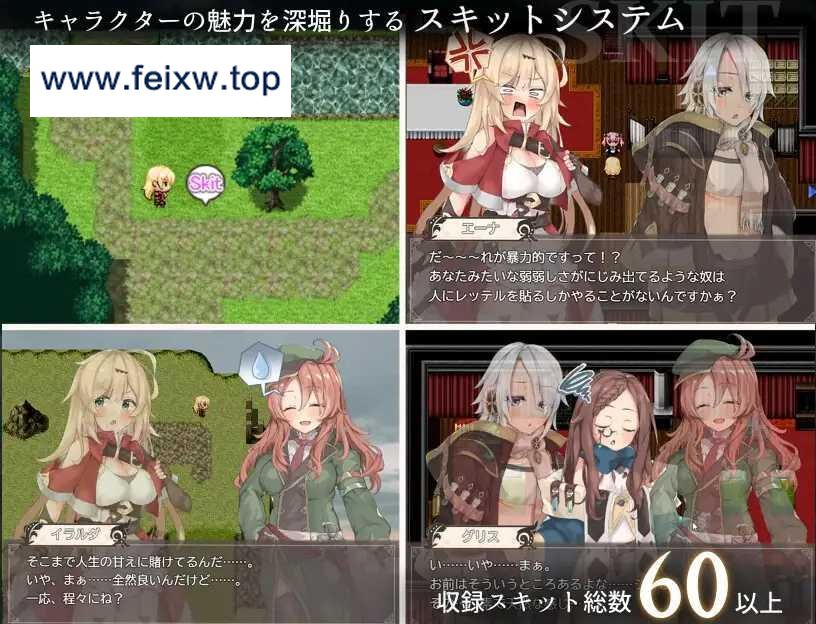 キャラクターの魅力を深堀りする スキットシステム
SKIT
www.feixw.top
Skit
エーナ
だ〜〜〜れが暴力的ですって！？
あなたみたいな弱弱しさがにじみ出てるような奴は
人にレッテルを貼るしかやることがないんですかぁ？
イラルダ
そこまで人生の甘えに賭けてるんだ……。
いや、まぁ……全然良いんだけど……。
一応、程々にね？
グリス
い……いや……まぁ。
お前はそういうところあるよな……
収録スキット総数60以上